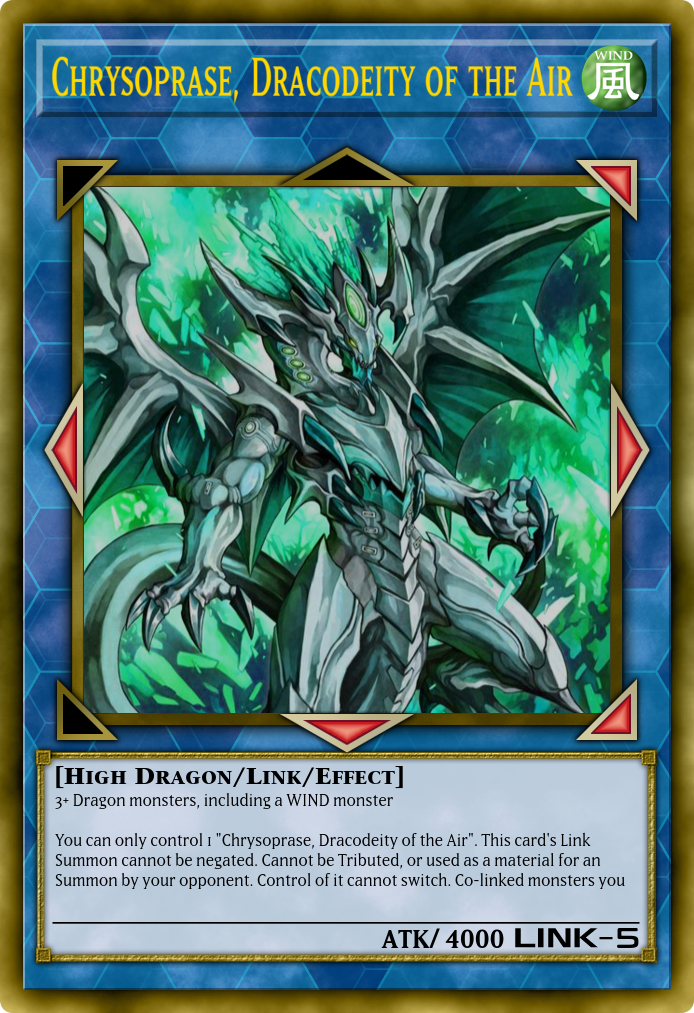 Chrysoprase, Dracodeity of the Air
WIND
風
[High Dragon/Link/Effect]
3+ Dragon monsters, including a WIND monster
You can only control 1 "Chrysoprase, Dracodeity of the Air". This card's Link
Summon cannot be negated. Cannot be Tributed, or used as a material for an
Summon by your opponent. Control of it cannot switch. Co-linked monsters you
ATK/ 4000 LINK-5